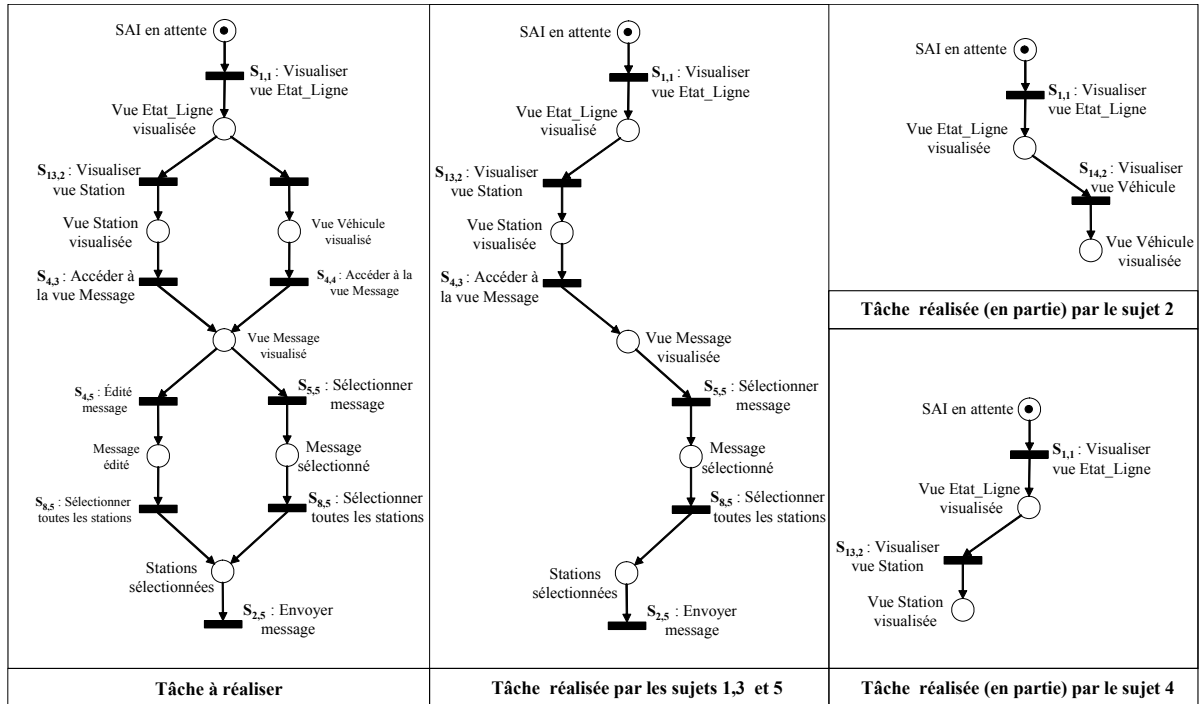 SAI en attente
S1,1 : Visualiser
vue Etat_Ligne
Vue Etat_Ligne
visualisée
S13,2 : Visualiser
vue Station
Vue Station
visualisée
Vue Véhicule
visualisé
S4,3 : Accéder à
la vue Message
S4,4 : Accéder à la
vue Message
Vue Message
visualisé
S4,5 : Édité
message
S5,5 : Sélectionner
message
Message
édité
Message
sélectionné
S8,5 : Sélectionner
toutes les stations
S8,5 : Sélectionner
toutes les stations
Stations
sélectionnées
S2,5 : Envoyer
message
Tâche à réaliser
SAI en attente
S1,1 : Visualiser
vue Etat_Ligne
Vue Etat_Ligne
visualisé
S13,2 : Visualiser
vue Station
Vue Station
visualisée
S4,3 : Accéder à
la vue Message
Vue Message
visualisée
S5,5 : Sélectionner
message
Message
sélectionné
S8,5 : Sélectionner
toutes les stations
Stations
sélectionnées
S2,5 : Envoyer
message
Tâche réalisée par les sujets 1,3 et 5
SAI en attente
S1,1 : Visualiser
vue Etat_Ligne
Vue Etat_Ligne
visualisée
S14,2 : Visualiser
vue Véhicule
Vue Véhicule
visualisée
Tâche réalisée (en partie) par le sujet 2
SAI en attente
S1,1 : Visualiser
vue Etat_Ligne
Vue Etat_Ligne
visualisée
S13,2 : Visualiser
vue Station
Vue Station
visualisée
Tâche réalisée (en partie) par le sujet 4